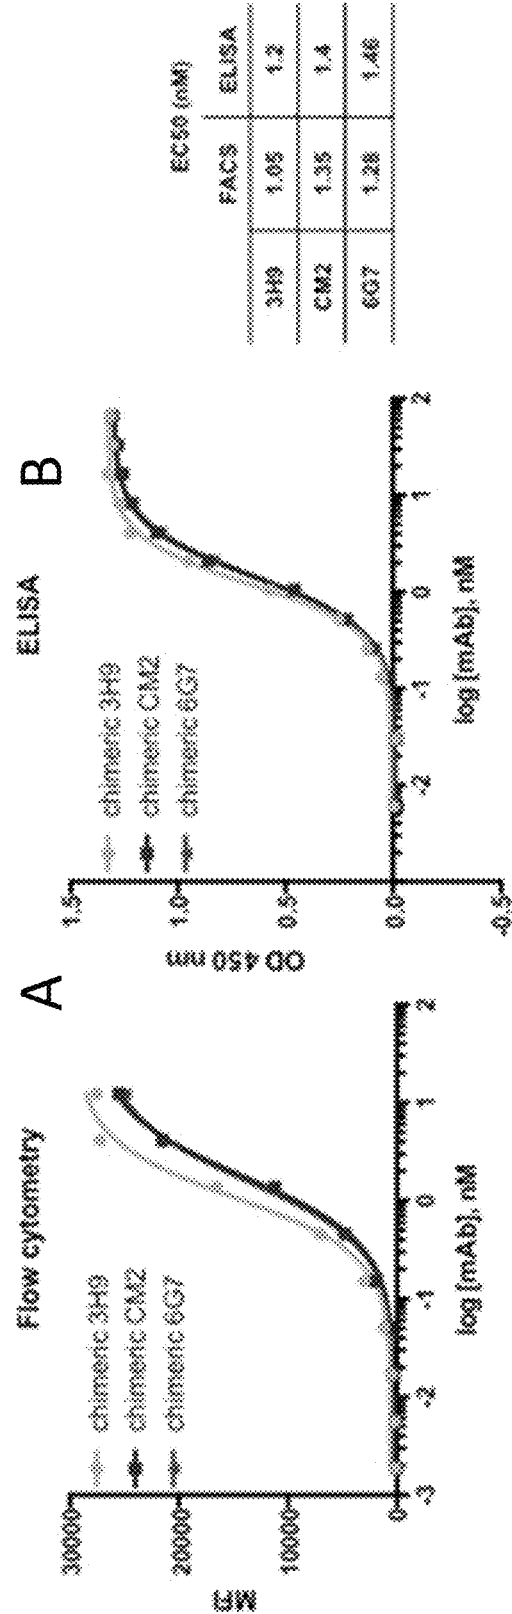 A
Flow cytometry
chimeric 3H9
chimeric CM2
chimeric 6G7
30000
20000
10000
0
MFI
-3
-2
-1
0
1
2
log [mAb], nM
B
ELISA
chimeric 3H9
chimeric CM2
chimeric 6G7
1.5
1.0
0.5
0.0
-0.5
OD 450 nm
-2
-1
0
1
2
log [mAb], nM
EC50 (nM)
FACS ELISA
3H9 1.05 1.2
CM2 1.35 1.4
6G7 1.28 1.46